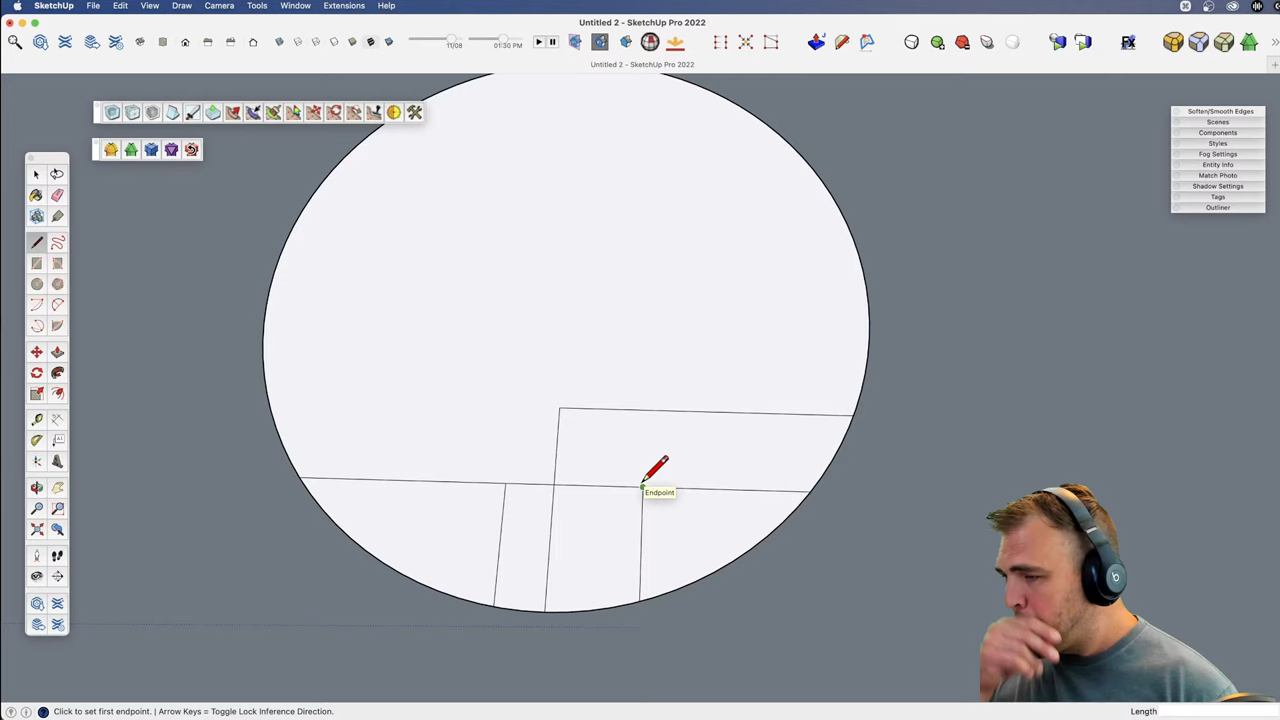 SketchUp File Edit View Draw Camera Tools Window Extensions Help
Untitled 2 - SketchUp Pro 2022
11/08
01:30 PM
Untitled 2 - SketchUp Pro 2022
Soften/Smooth Edges
Scenes
Components
Styles
Fog Settings
Entity Info
Match Photo
Shadow Settings
Tags
Outliner
Endpoint
Click to set first endpoint. | Arrow Keys = Toggle Lock Inference Direction.
Length